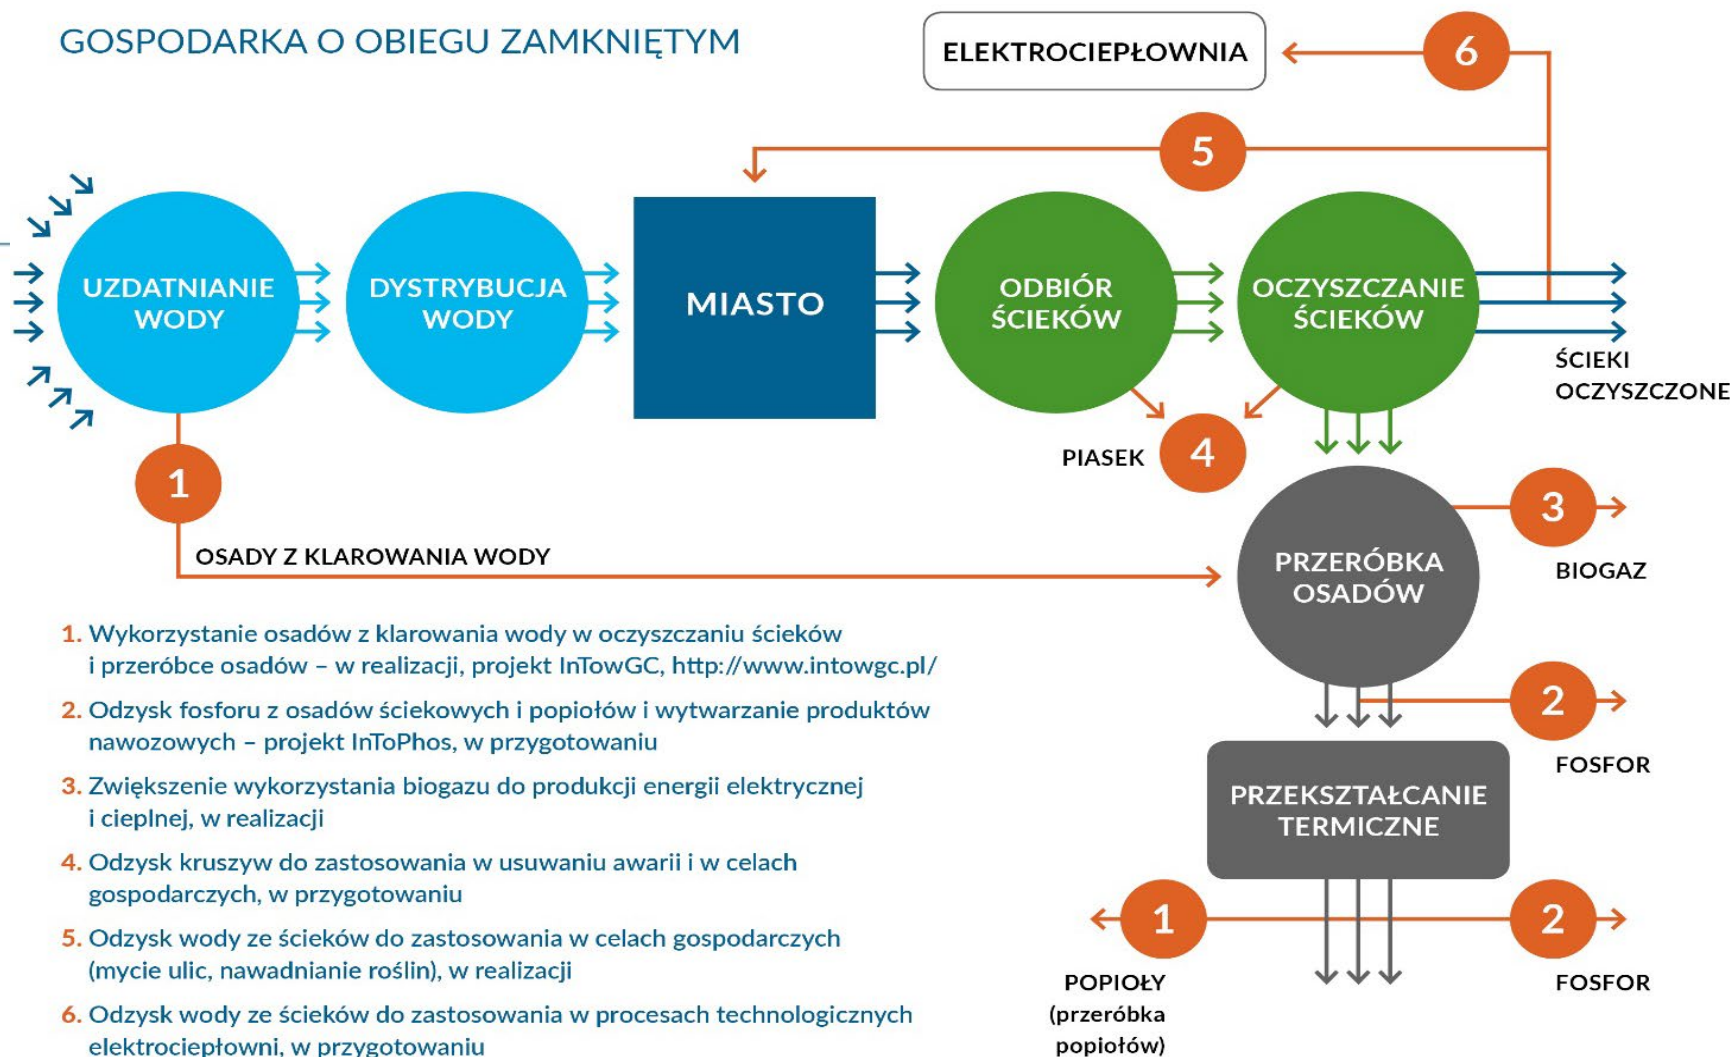 GOSPODARKA O OBIEGU ZAMKNIĘTYM
ELEKTROCIEPŁOWNIA
6
5
UZDATNIANIE
WODY
DYSTRYBUCJA
WODY
MIASTO
ODBIÓR
ŚCIEKÓW
OCZYSZCZANIE
ŚCIEKÓW
ŚCIEKI
OCZYSZCZONE
PIASEK
4
1
OSADY Z KLAROWANIA WODY
PRZERÓBKA
OSADÓW
3
BIOGAZ
2
FOSFOR
PRZEKSZTAŁCANIE
TERMICZNE
1
POPIOŁY
(przeróbka
popiołów)
2
FOSFOR
1. Wykorzystanie osadów z klarowania wody w oczyszczaniu ścieków
i przeróbce osadów – w realizacji, projekt InTowGC, http://www.intowgc.pl/
2. Odzysk fosforu z osadów ściekowych i popiołów i wytwarzanie produktów
nawozowych – projekt InToPhos, w przygotowaniu
3. Zwiększenie wykorzystania biogazu do produkcji energii elektrycznej
i cieplnej, w realizacji
4. Odzysk kruszyw do zastosowania w usuwaniu awarii i w celach
gospodarczych, w przygotowaniu
5. Odzysk wody ze ścieków do zastosowania w celach gospodarczych
(mycie ulic, nawadnianie roślin), w realizacji
6. Odzysk wody ze ścieków do zastosowania w procesach technologicznych
elektrociepłowni, w przygotowaniu